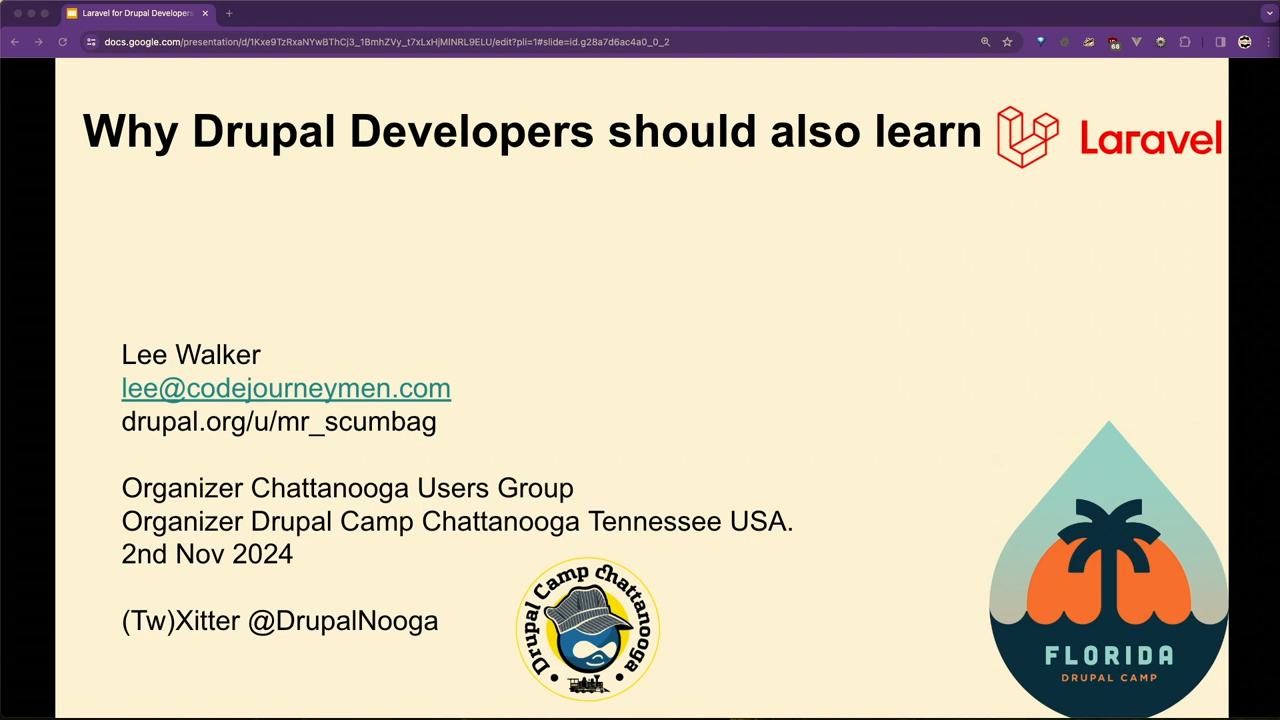 Laravel for Drupal Developers
docs.google.com/presentation/d/1Kxe9TzRxaNYwBThCj3_1BmhZVy_t7xLxHjMlNRL9ELU/edit?pli=1#slide=id.g28a7d6ac4a0_0_2
68
Why Drupal Developers should also learn Laravel
Lee Walker
lee@codejourneymen.com
drupal.org/u/mr_scumbag
Organizer Chattanooga Users Group
Organizer Drupal Camp Chattanooga Tennessee USA.
2nd Nov 2024
(Tw)Xitter @DrupalNooga
Drupal Camp Chattanooga
FLORIDA
DRUPAL CAMP